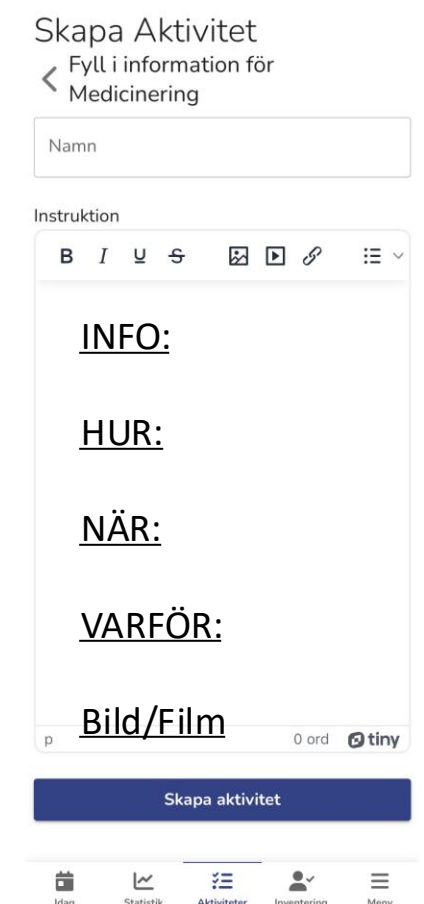 Skapa Aktivitet
Fyll i information för
Medicinering
Namn
Instruktion
B I U S
INFO:
HUR:
NÄR:
VARFÖR:
Bild/Film
p 0 ord tiny
Skapa aktivitet
Idag Statistik Aktiviteter Inventering Meny